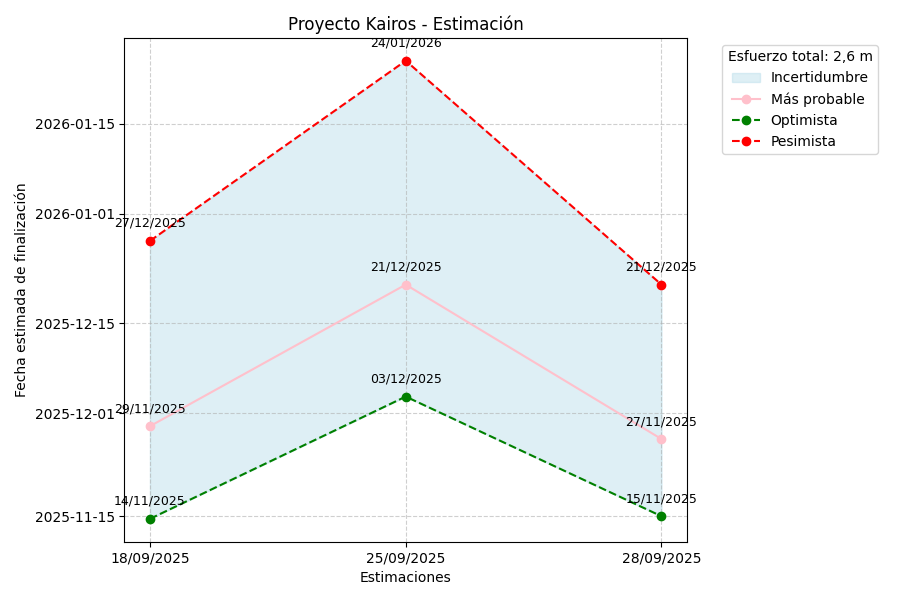 Proyecto Kairos - Estimación
24/01/2026
Esfuerzo total: 2,6 m
Incertidumbre
Más probable
Optimista
Pesimista
2026-01-15
2026-01-01
27/12/2025
21/12/2025
21/12/2025
2025-12-15
03/12/2025
2025-12-01
29/11/2025
27/11/2025
14/11/2025
15/11/2025
2025-11-15
18/09/2025
25/09/2025
28/09/2025
Estimaciones
Fecha estimada de finalización